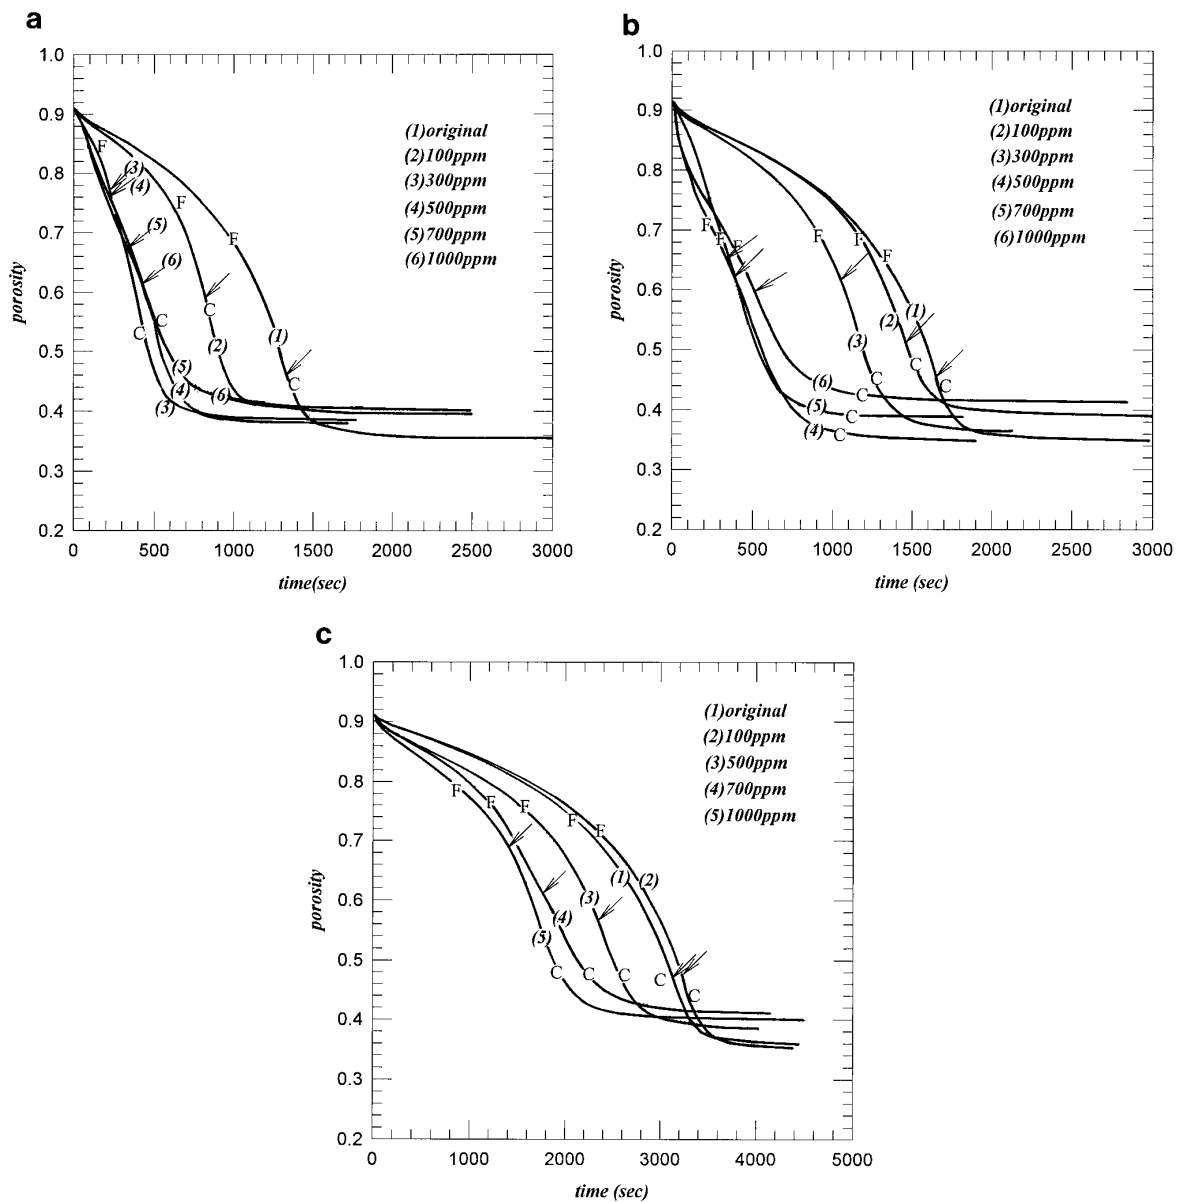 a
1.0
0.9
0.8
0.7
0.6
0.5
0.4
0.3
0.2
porosity
0 500 1000 1500 2000 2500 3000
time(sec)
(1)original
(2)100ppm
(3)300ppm
(4)500ppm
(5)700ppm
(6)1000ppm
F
(3)
(4)
F
(5)
F
(6)
C
C
C
(1)
(2)
C
(5)
(4)
(6)
(3)
b
1.0
0.9
0.8
0.7
0.6
0.5
0.4
0.3
0.2
porosity
0 500 1000 1500 2000 2500 3000
time (sec)
(1)original
(2)100ppm
(3)300ppm
(4)500ppm
(5)700ppm
(6)1000ppm
F
F
F
F
F
F
(1)
(2)
(3)
C
C
C
(6)
C
(5)
C
(4)
C
c
1.0
0.9
0.8
0.7
0.6
0.5
0.4
0.3
0.2
porosity
0 1000 2000 3000 4000 5000
time (sec)
(1)original
(2)100ppm
(3)500ppm
(4)700ppm
(5)1000ppm
F
F
F
F
F
(1)
(2)
(3)
(4)
(5)
C
C
C
C
C